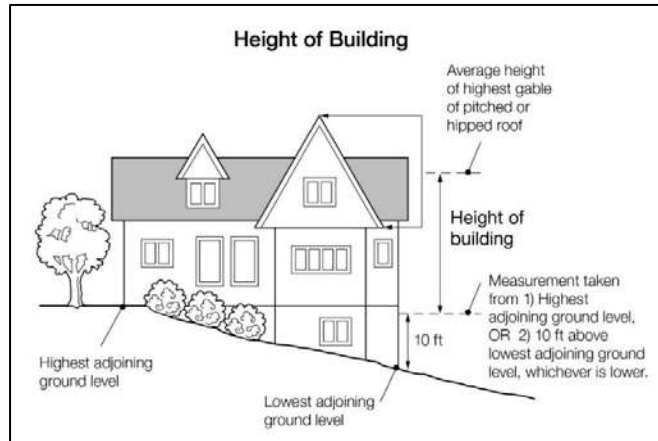 Height of Building
Average height
of highest gable
of pitched or
hipped roof
Height of
building
Measurement taken
from 1) Highest
adjoining ground level,
OR 2) 10 ft above
lowest adjoining ground
level, whichever is lower.
10 ft
Highest adjoining
ground level
Lowest adjoining
ground level